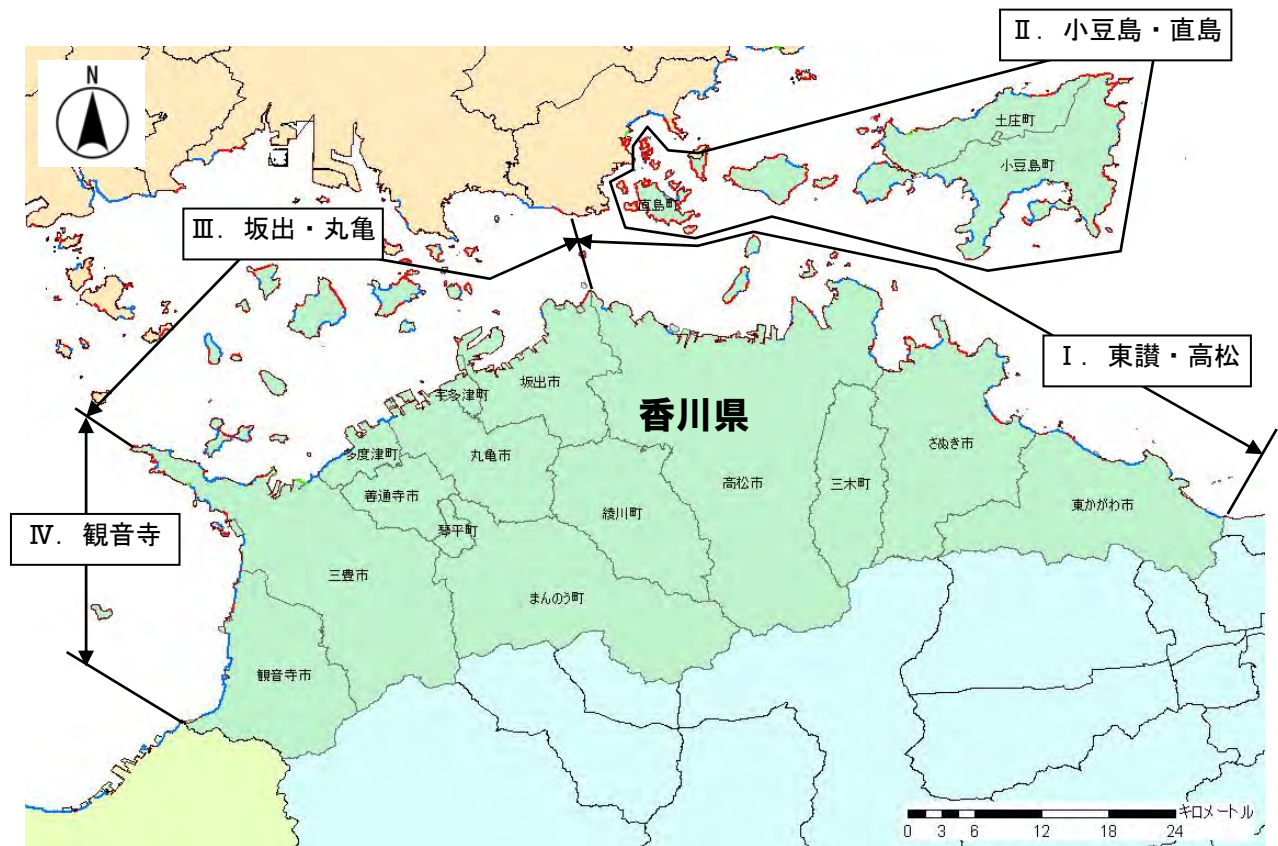 Ⅱ. 小豆島・直島
N
土庄町
小豆島町
直島町
Ⅲ. 坂出・丸亀
Ⅰ. 東讃・高松
坂出市
宇多津町
香川県
多度津町
丸亀市
さぬき市
高松市
三木町
善通寺市
綾川町
東かがわ市
琴平町
Ⅳ. 観音寺
三豊市
まんのう町
観音寺市
キロメートル
0 3 6 12 18 24